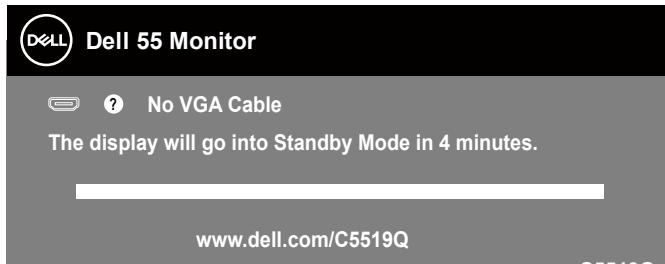 DELL
Dell 55 Monitor
? No VGA Cable
The display will go into Standby Mode in 4 minutes.
www.dell.com/C5519Q